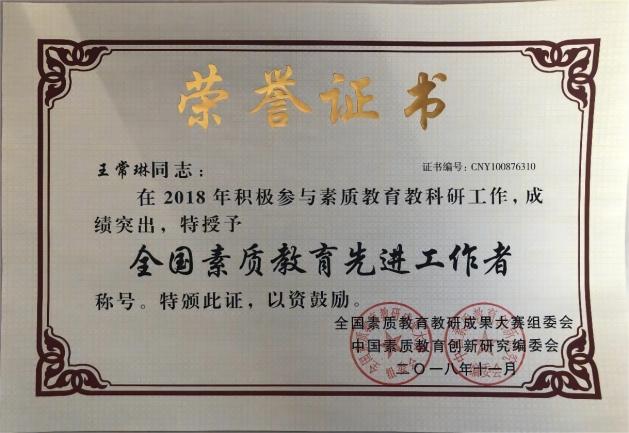 荣誉证书
王常琳同志：
证书编号：CNY100876310
在2018年积极参与素质教育教科研工作，成
绩突出，特授予
全国素质教育先进工作者
称号。特颁此证，以资鼓励。
全国素质教育教研成果大赛组委会
中国素质教育创新研究编委会
二〇一八年十一月